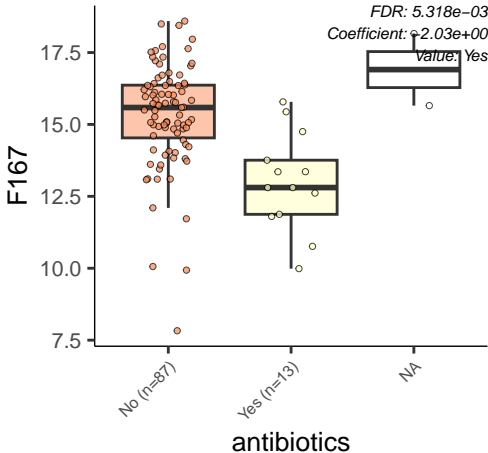 FDR: 5.318e−03
Coefficient: −2.03e+00
Value: Yes
17.5
15.0
12.5
10.0
7.5
F167
No (n=87)
Yes (n=13)
NA
antibiotics